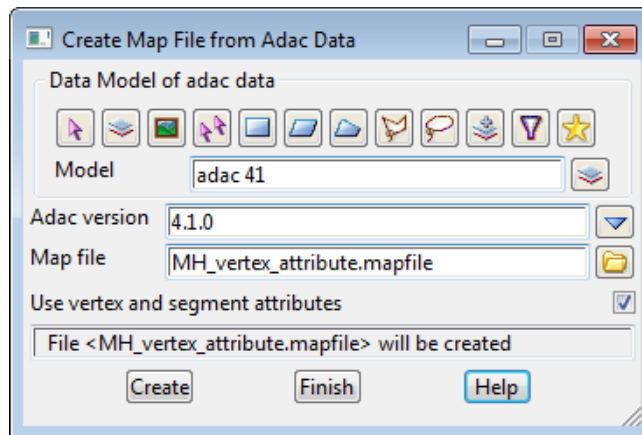 Create Map File from Adac Data
Data Model of adac data
Model adac 41
Adac version 4.1.0
Map file MH_vertex_attribute.mapfile
Use vertex and segment attributes
File <MH_vertex_attribute.mapfile> will be created
Create Finish Help